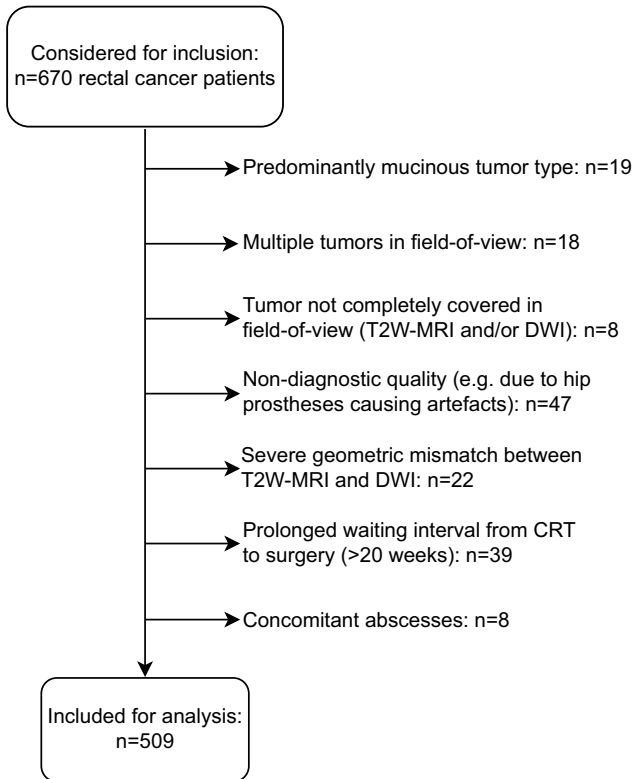 Considered for inclusion:
n=670 rectal cancer patients
Predominantly mucinous tumor type: n=19
Multiple tumors in field-of-view: n=18
Tumor not completely covered in
field-of-view (T2W-MRI and/or DWI): n=8
Non-diagnostic quality (e.g. due to hip
prostheses causing artefacts): n=47
Severe geometric mismatch between
T2W-MRI and DWI: n=22
Prolonged waiting interval from CRT
to surgery (>20 weeks): n=39
Concomitant abscesses: n=8
Included for analysis:
n=509